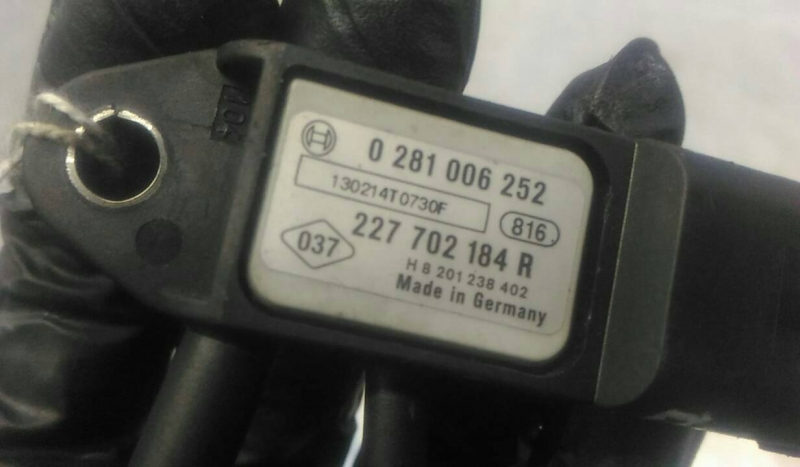 0 281 006 252
130214T0730F
816
227 702 184 R
037
H 8 201 238 402
Made in Germany